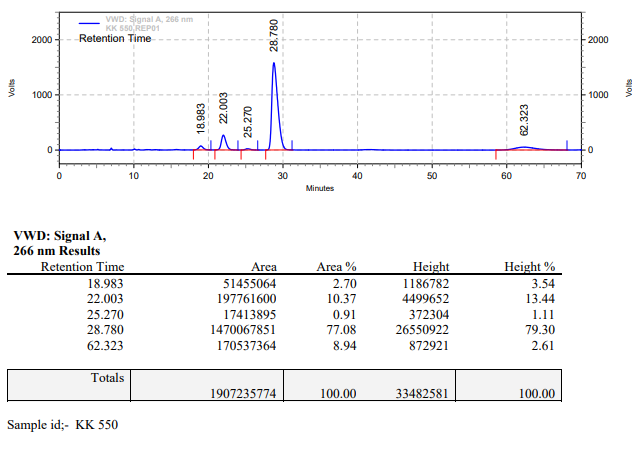 VWD: Signal A, 266 nm
KK 550.REP01
Retention Time
18.983
22.003
25.270
28.780
62.323
Volts
2000
1000
0
2000
1000
0
Volts
0 10 20 30 40 50 60 70
Minutes
VWD: Signal A,
266 nm Results
Retention Time Area Area % Height Height %
18.983 51455064 2.70 1186782 3.54
22.003 197761600 10.37 4499652 13.44
25.270 17413895 0.91 372304 1.11
28.780 1470067851 77.08 26550922 79.30
62.323 170537364 8.94 872921 2.61
Totals
1907235774 100.00 33482581 100.00
Sample id;- KK 550